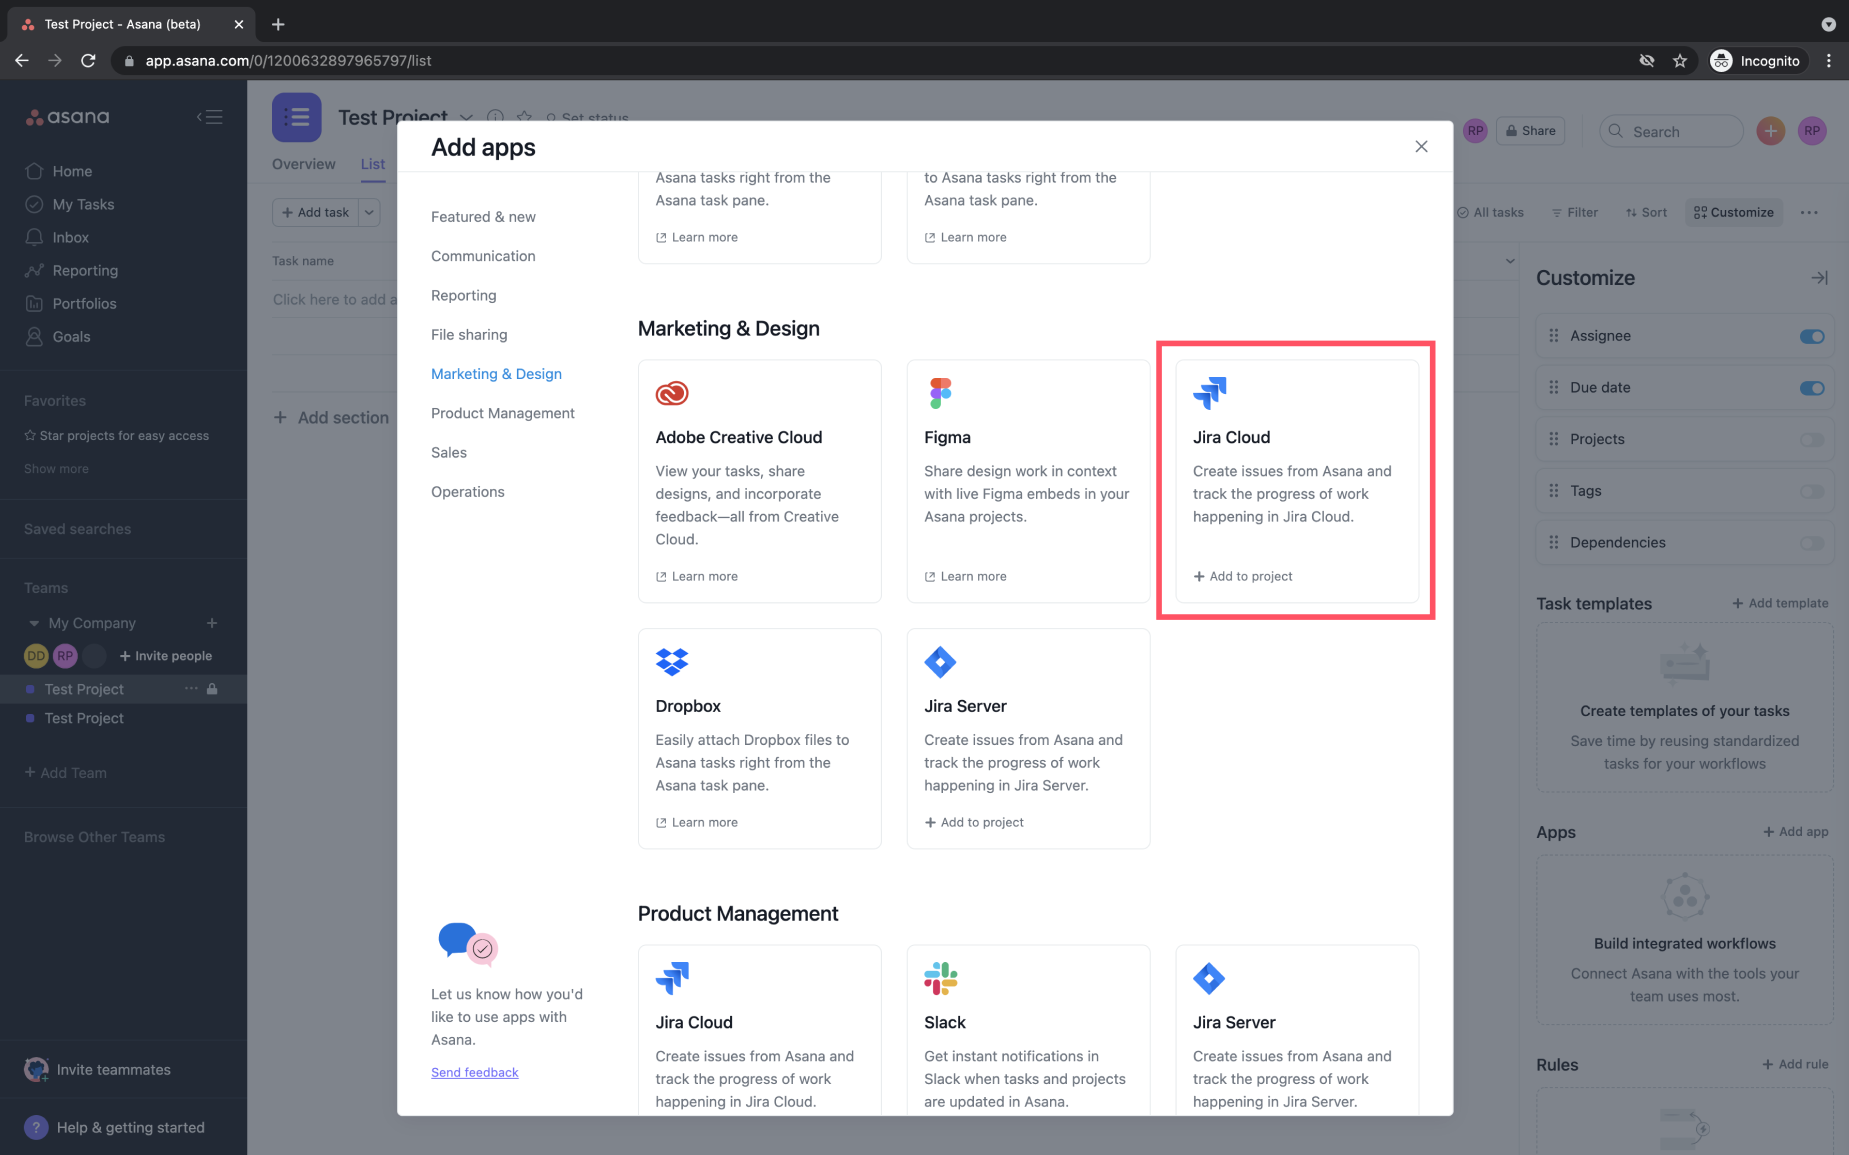 Test Project - Asana (beta)
app.asana.com/0/1200632897965797/list
Incognito
asana
Home
My Tasks
Inbox
Reporting
Portfolios
Goals
Favorites
Star projects for easy access
Show more
Saved searches
Teams
My Company
DD RP
Invite people
Test Project
Test Project
+ Add Team
Browse Other Teams
Invite teammates
? Help & getting started
Test Project
Set status
Overview
List
RP
Share
Search
RP
+ Add task
All tasks
Filter
Sort
Customize
Task name
Click here to add a
+ Add section
Add apps
Featured & new
Communication
Reporting
File sharing
Marketing & Design
Product Management
Sales
Operations
Let us know how you'd
like to use apps with
Asana.
Send feedback
Asana tasks right from the
Asana task pane.
Learn more
to Asana tasks right from the
Asana task pane.
Learn more
Marketing & Design
Adobe Creative Cloud
View your tasks, share
designs, and incorporate
feedback—all from Creative
Cloud.
Learn more
Figma
Share design work in context
with live Figma embeds in your
Asana projects.
Learn more
Jira Cloud
Create issues from Asana and
track the progress of work
happening in Jira Cloud.
+ Add to project
Dropbox
Easily attach Dropbox files to
Asana tasks right from the
Asana task pane.
Learn more
Jira Server
Create issues from Asana and
track the progress of work
happening in Jira Server.
+ Add to project
Product Management
Jira Cloud
Create issues from Asana and
track the progress of work
happening in Jira Cloud.
Slack
Get instant notifications in
Slack when tasks and projects
are updated in Asana.
Jira Server
Create issues from Asana and
track the progress of work
happening in Jira Server.
Customize
Assignee
Due date
Projects
Tags
Dependencies
Task templates
+ Add template
Create templates of your tasks
Save time by reusing standardized
tasks for your workflows
Apps
+ Add app
Build integrated workflows
Connect Asana with the tools your
team uses most.
Rules
+ Add rule